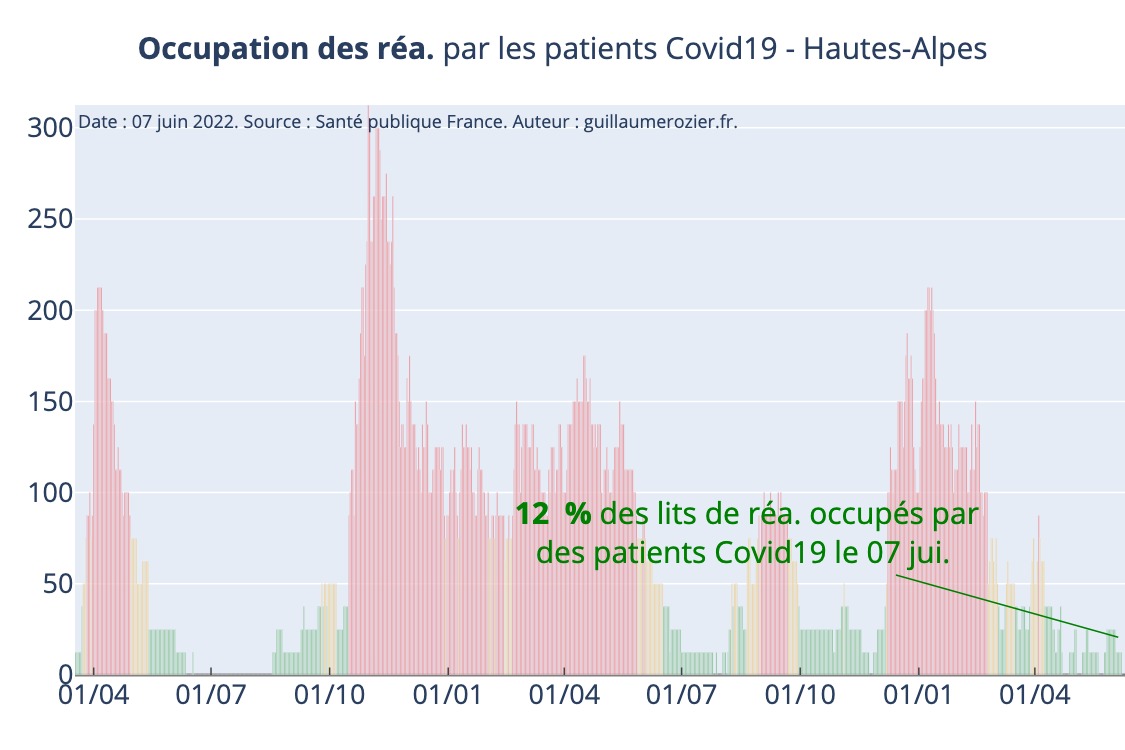 Occupation des réa. par les patients Covid19 - Hautes-Alpes
Date : 07 juin 2022. Source : Santé publique France. Auteur : guillaumerozier.fr.
300
250
200
150
100
50
0
12 % des lits de réa. occupés par
des patients Covid19 le 07 jui.
01/04 01/07 01/10 01/01 01/04 01/07 01/10 01/01 01/04